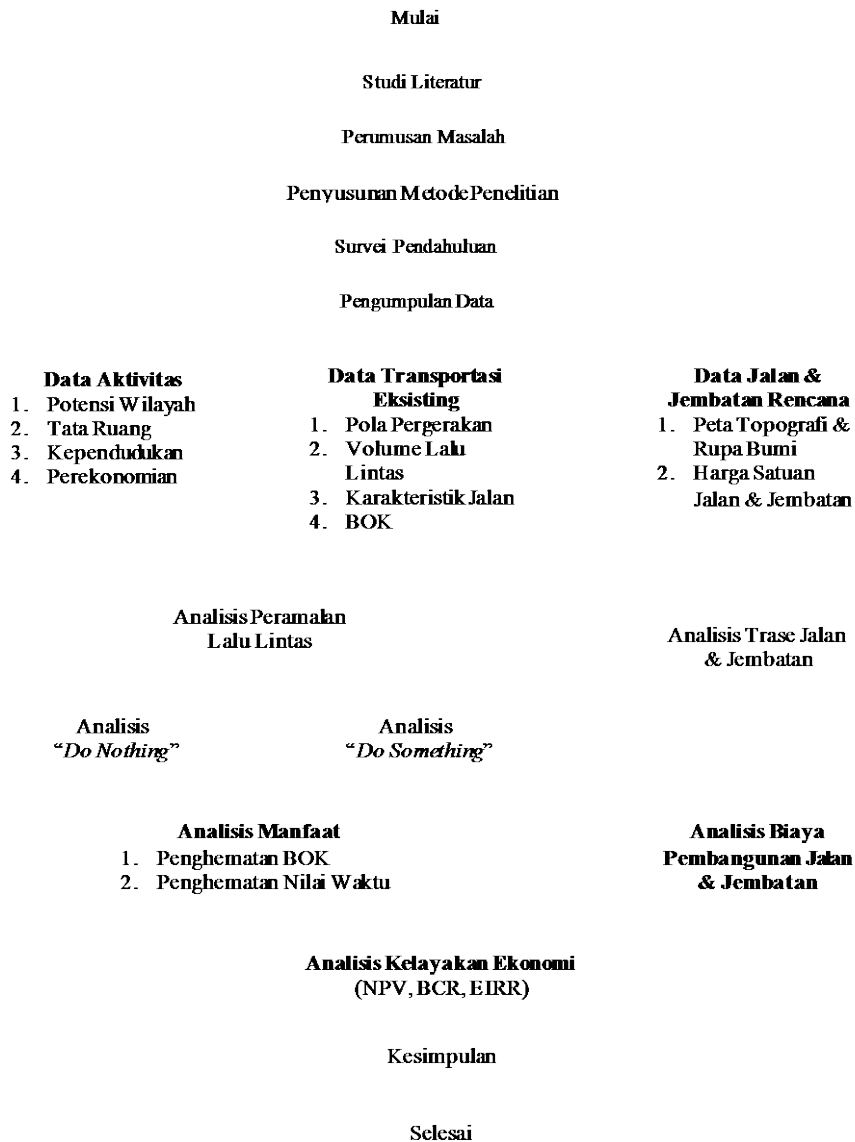 Mulai
Studi Literatur
Perumusan Masalah
Penyusunan Metode Penelitian
Survei Pendahuluan
Pengumpulan Data
Data Aktivitas
1. Potensi Wilayah
2. Tata Ruang
3. Kependudukan
4. Perekonomian
Data Transportasi
Eksisting
1. Pola Pergerakan
2. Volume Lalu
Lintas
3. Karakteristik Jalan
4. BOK
Data Jalan &
Jembatan Rencana
1. Peta Topografi &
Rupa Bumi
2. Harga Satuan
Jalan & Jembatan
Analisis Peramalan
Lalu Lintas
Analisis Trase Jalan
& Jembatan
Analisis
“Do Nothing”
Analisis
“Do Something”
Analisis Manfaat
1. Penghematan BOK
2. Penghematan Nilai Waktu
Analisis Biaya
Pembangunan Jalan
& Jembatan
Analisis Kelayakan Ekonomi
(NPV, BCR, EIRR)
Kesimpulan
Selesai